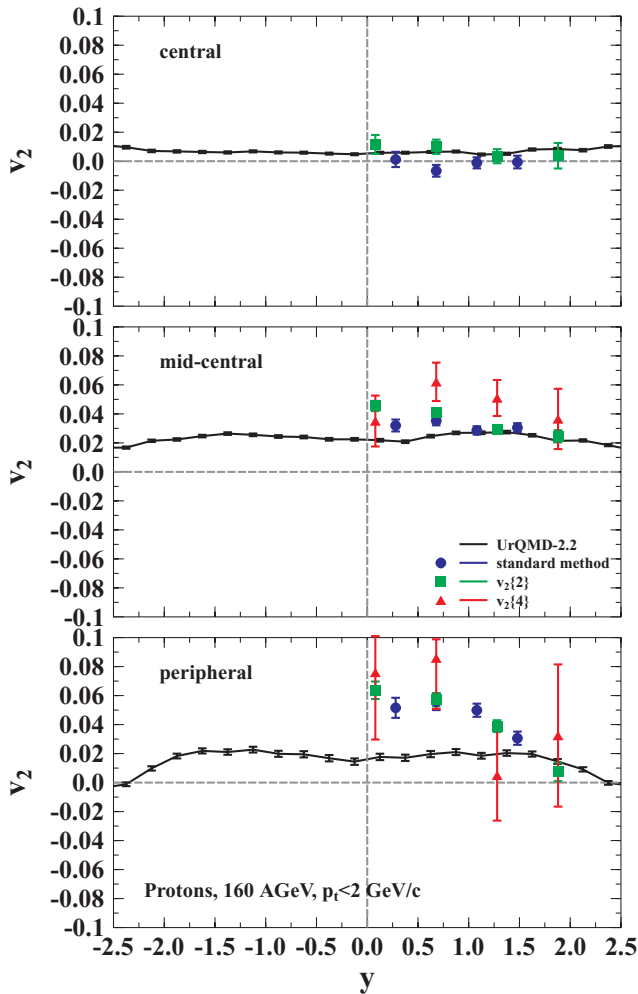 central
0.1
0.08
0.06
0.04
0.02
0.0
-0.02
-0.04
-0.06
-0.08
-0.1
v2
mid-central
0.1
0.08
0.06
0.04
0.02
0.0
-0.02
-0.04
-0.06
-0.08
-0.1
v2
UrQMD-2.2
standard method
v2{2}
v2{4}
peripheral
0.1
0.08
0.06
0.04
0.02
0.0
-0.02
-0.04
-0.06
-0.08
-0.1
v2
Protons, 160 AGeV, pt<2 GeV/c
-2.5 -2.0 -1.5 -1.0 -0.5 0.0 0.5 1.0 1.5 2.0 2.5
y